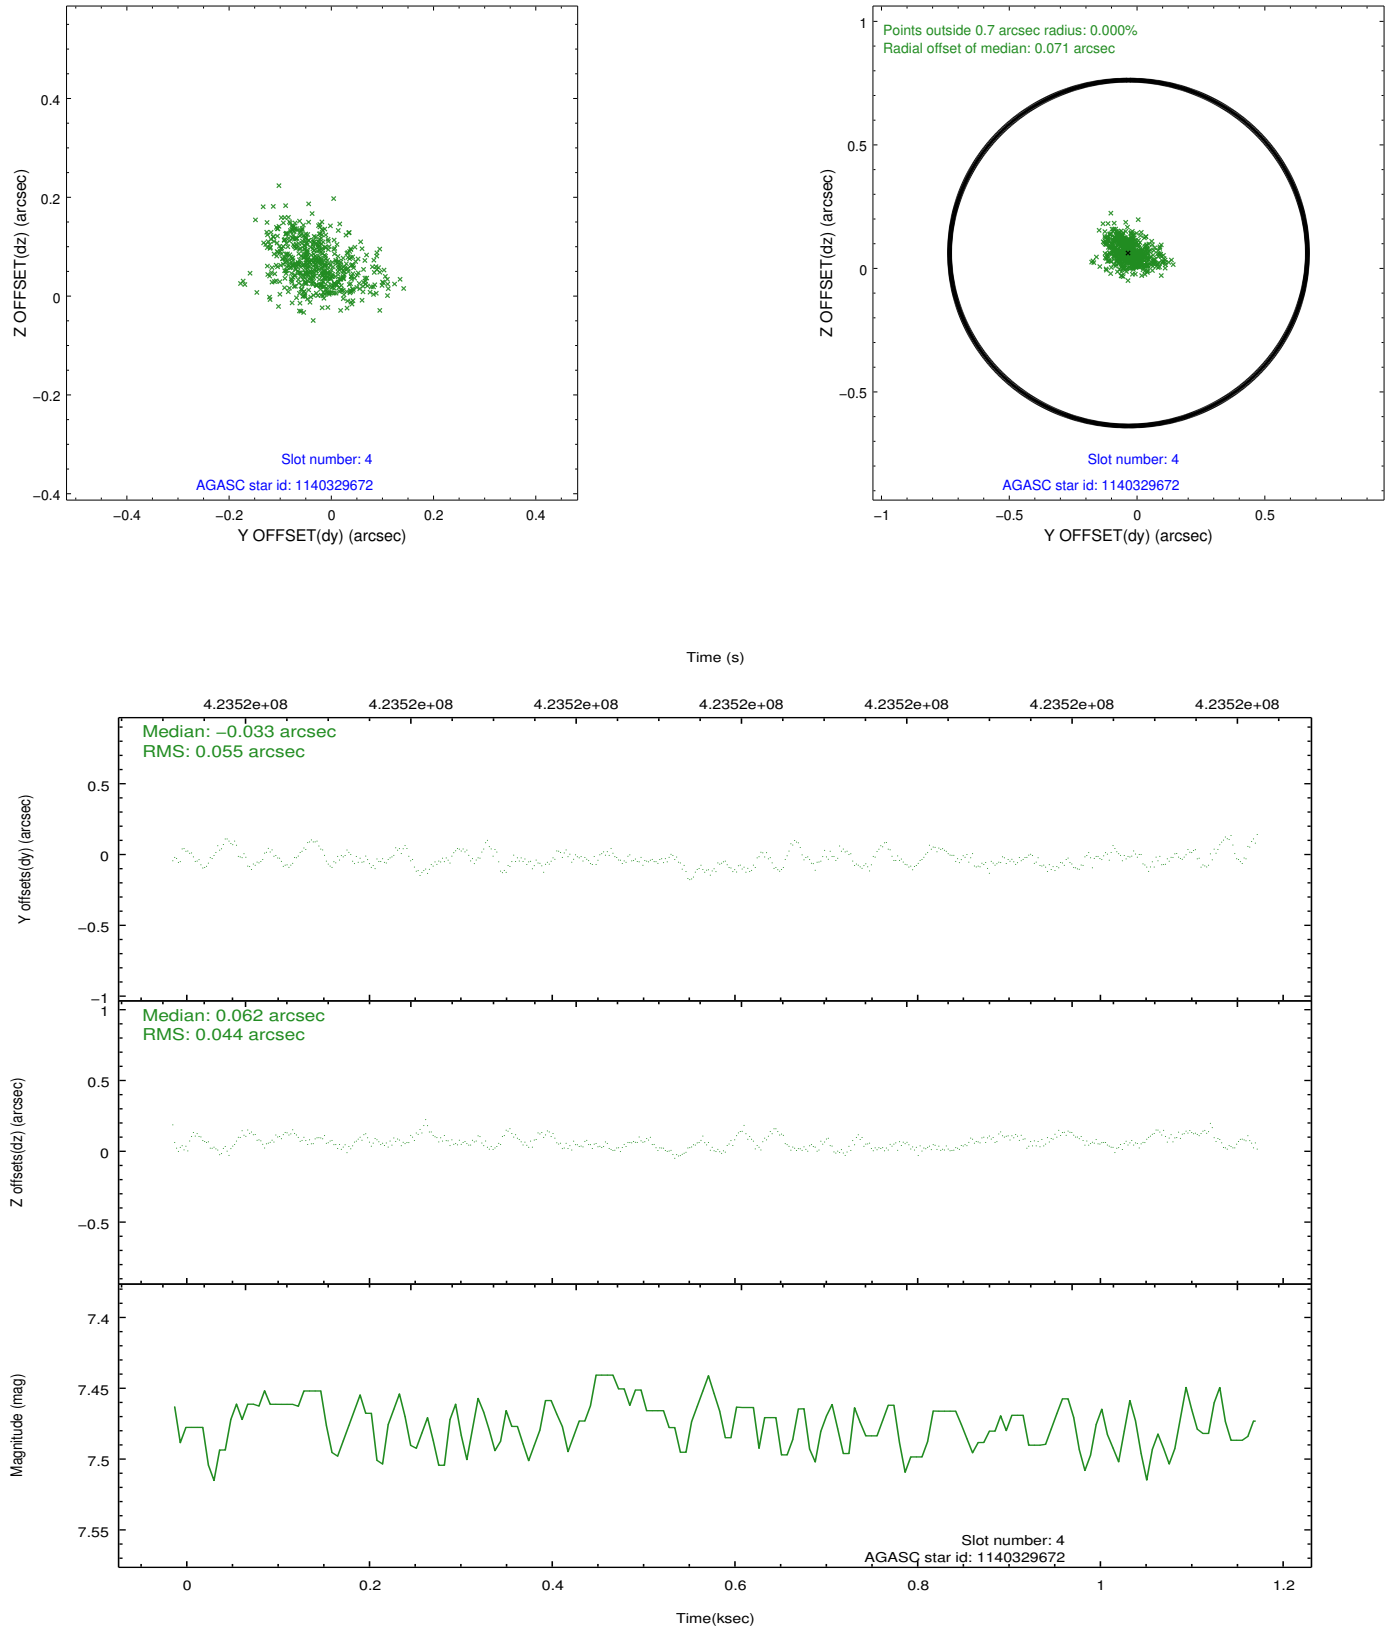 0.4
0.2
0
−0.2
−0.4
Z OFFSET(dz) (arcsec)
Slot number: 4
AGASC star id: 1140329672
−0.4 −0.2 0 0.2 0.4
Y OFFSET(dy) (arcsec)
1
0.5
0
−0.5
Z OFFSET(dz) (arcsec)
Points outside 0.7 arcsec radius: 0.000%
Radial offset of median: 0.071 arcsec
Slot number: 4
AGASC star id: 1140329672
−1 −0.5 0 0.5
Y OFFSET(dy) (arcsec)
Time (s)
4.2352e+08 4.2352e+08 4.2352e+08 4.2352e+08 4.2352e+08 4.2352e+08 4.2352e+08
Median: −0.033 arcsec
RMS: 0.055 arcsec
0.5
0
−0.5
−1
Y offsets(dy) (arcsec)
Median: 0.062 arcsec
RMS: 0.044 arcsec
1
0.5
0
−0.5
Z offsets(dz) (arcsec)
7.4
7.45
7.5
7.55
Magnitude (mag)
Slot number: 4
AGASC star id: 1140329672
0 0.2 0.4 0.6 0.8 1 1.2
Time(ksec)